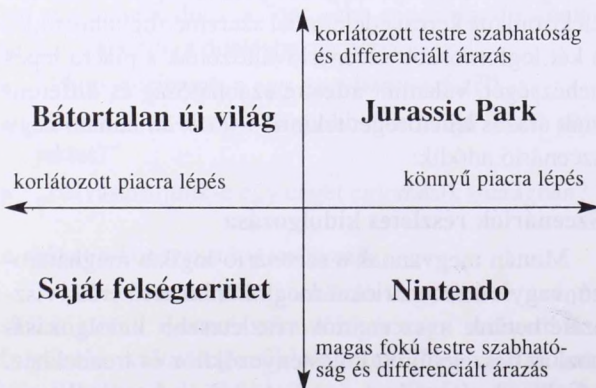 korlátozott testre szabhatóság
és differenciált árazás
Bátortalan új világ
Jurassic Park
korlátozott piacra lépés
könnyű piacra lépés
Saját felségterület
Nintendo
magas fokú testre szabható-
ság és differenciált árazás